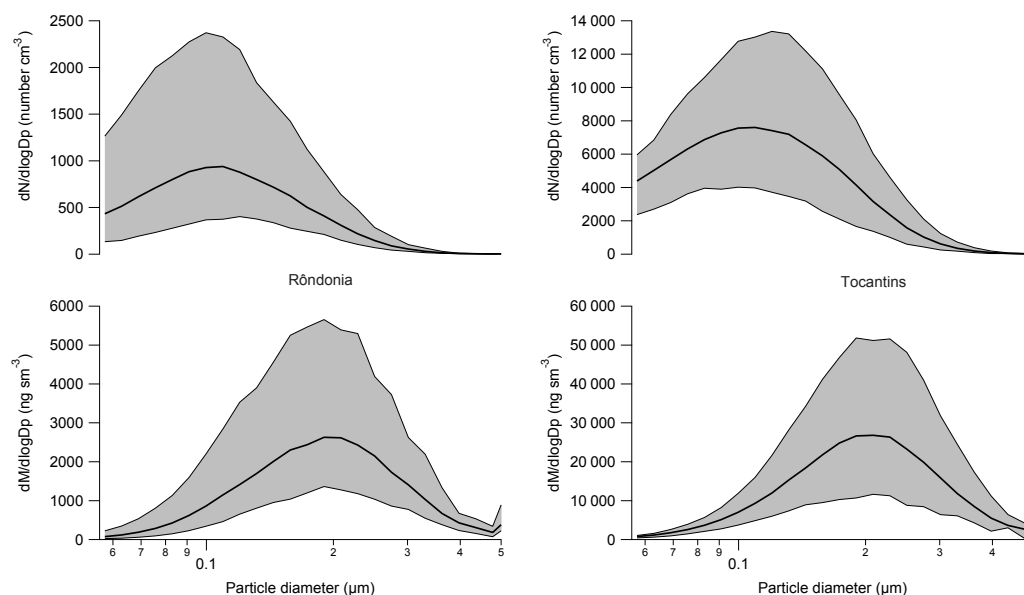 2500
2000
1500
1000
500
0
dN/dlogDp (number cm-3)
14 000
12 000
10 000
8000
6000
4000
2000
0
dN/dlogDp (number cm-3)
Rôndonia
Tocantins
6000
5000
4000
3000
2000
1000
0
dM/dlogDp (ng sm-3)
6 7 8 9 0.1 2 3 4 5
Particle diameter (µm)
60 000
50 000
40 000
30 000
20 000
10 000
0
dM/dlogDp (ng sm-3)
6 7 8 9 0.1 2 3 4
Particle diameter (µm)